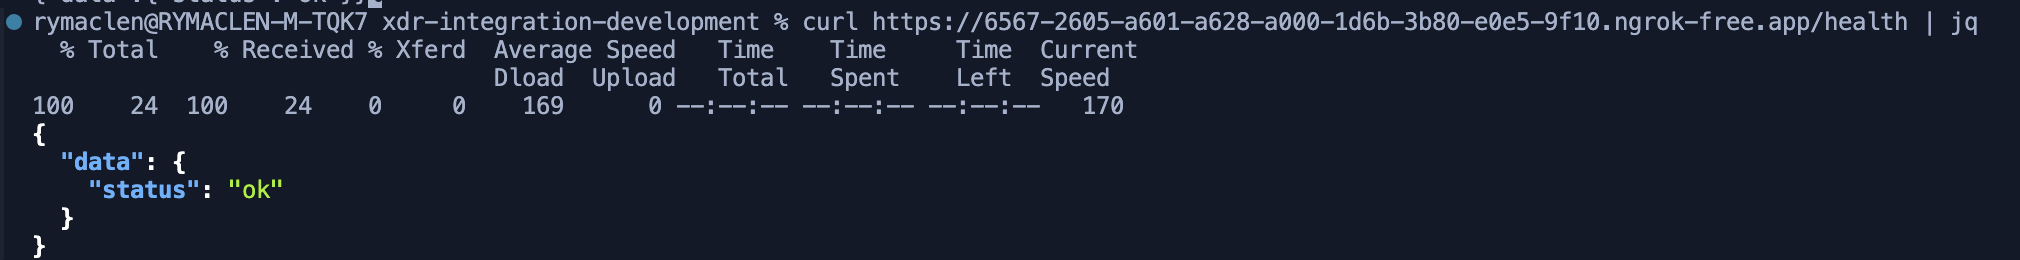 rymaclen@RYMACLEN-M-TQK7 xdr-integration-development % curl https://6567-2605-a601-a628-a000-1d6b-3b80-e0e5-9f10.ngrok-free.app/health | jq
  % Total    % Received % Xferd  Average Speed   Time    Time     Time  Current
                                 Dload  Upload   Total   Spent    Left  Speed
100    24  100    24    0     0    169      0 --:--:-- --:--:-- --:--:--   170
{
  "data": {
    "status": "ok"
  }
}